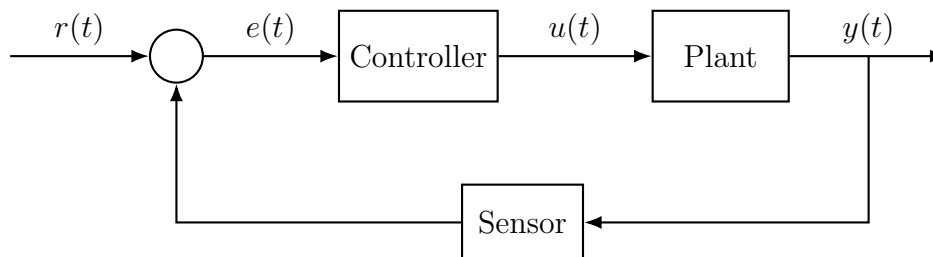 r(t)
e(t)
Controller
u(t)
Plant
y(t)
Sensor